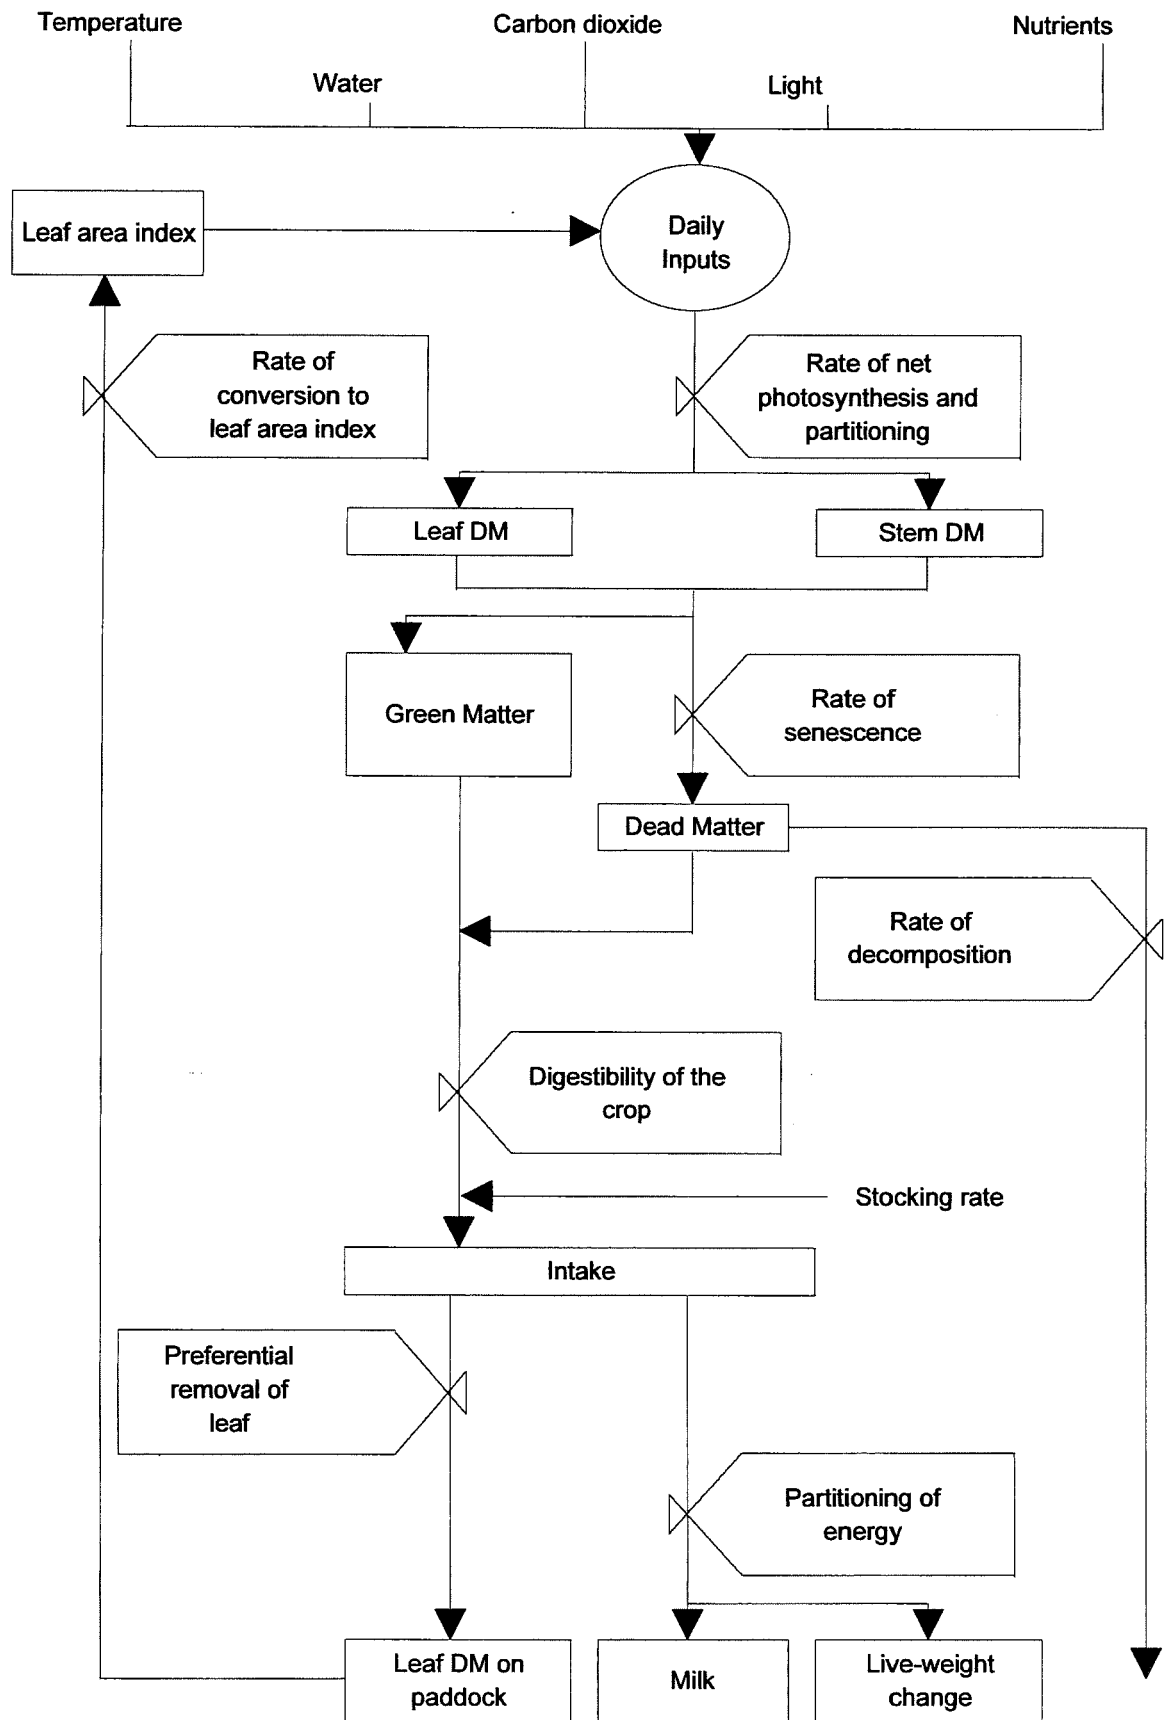 Temperature
Carbon dioxide
Nutrients
Water
Light
Leaf area index
Daily
Inputs
Rate of
conversion to
leaf area index
Rate of net
photosynthesis and
partitioning
Leaf DM
Stem DM
Green Matter
Rate of
senescence
Dead Matter
Rate of
decomposition
Digestibility of the
crop
Stocking rate
Intake
Preferential
removal of
leaf
Partitioning of
energy
Leaf DM on
paddock
Milk
Live-weight
change